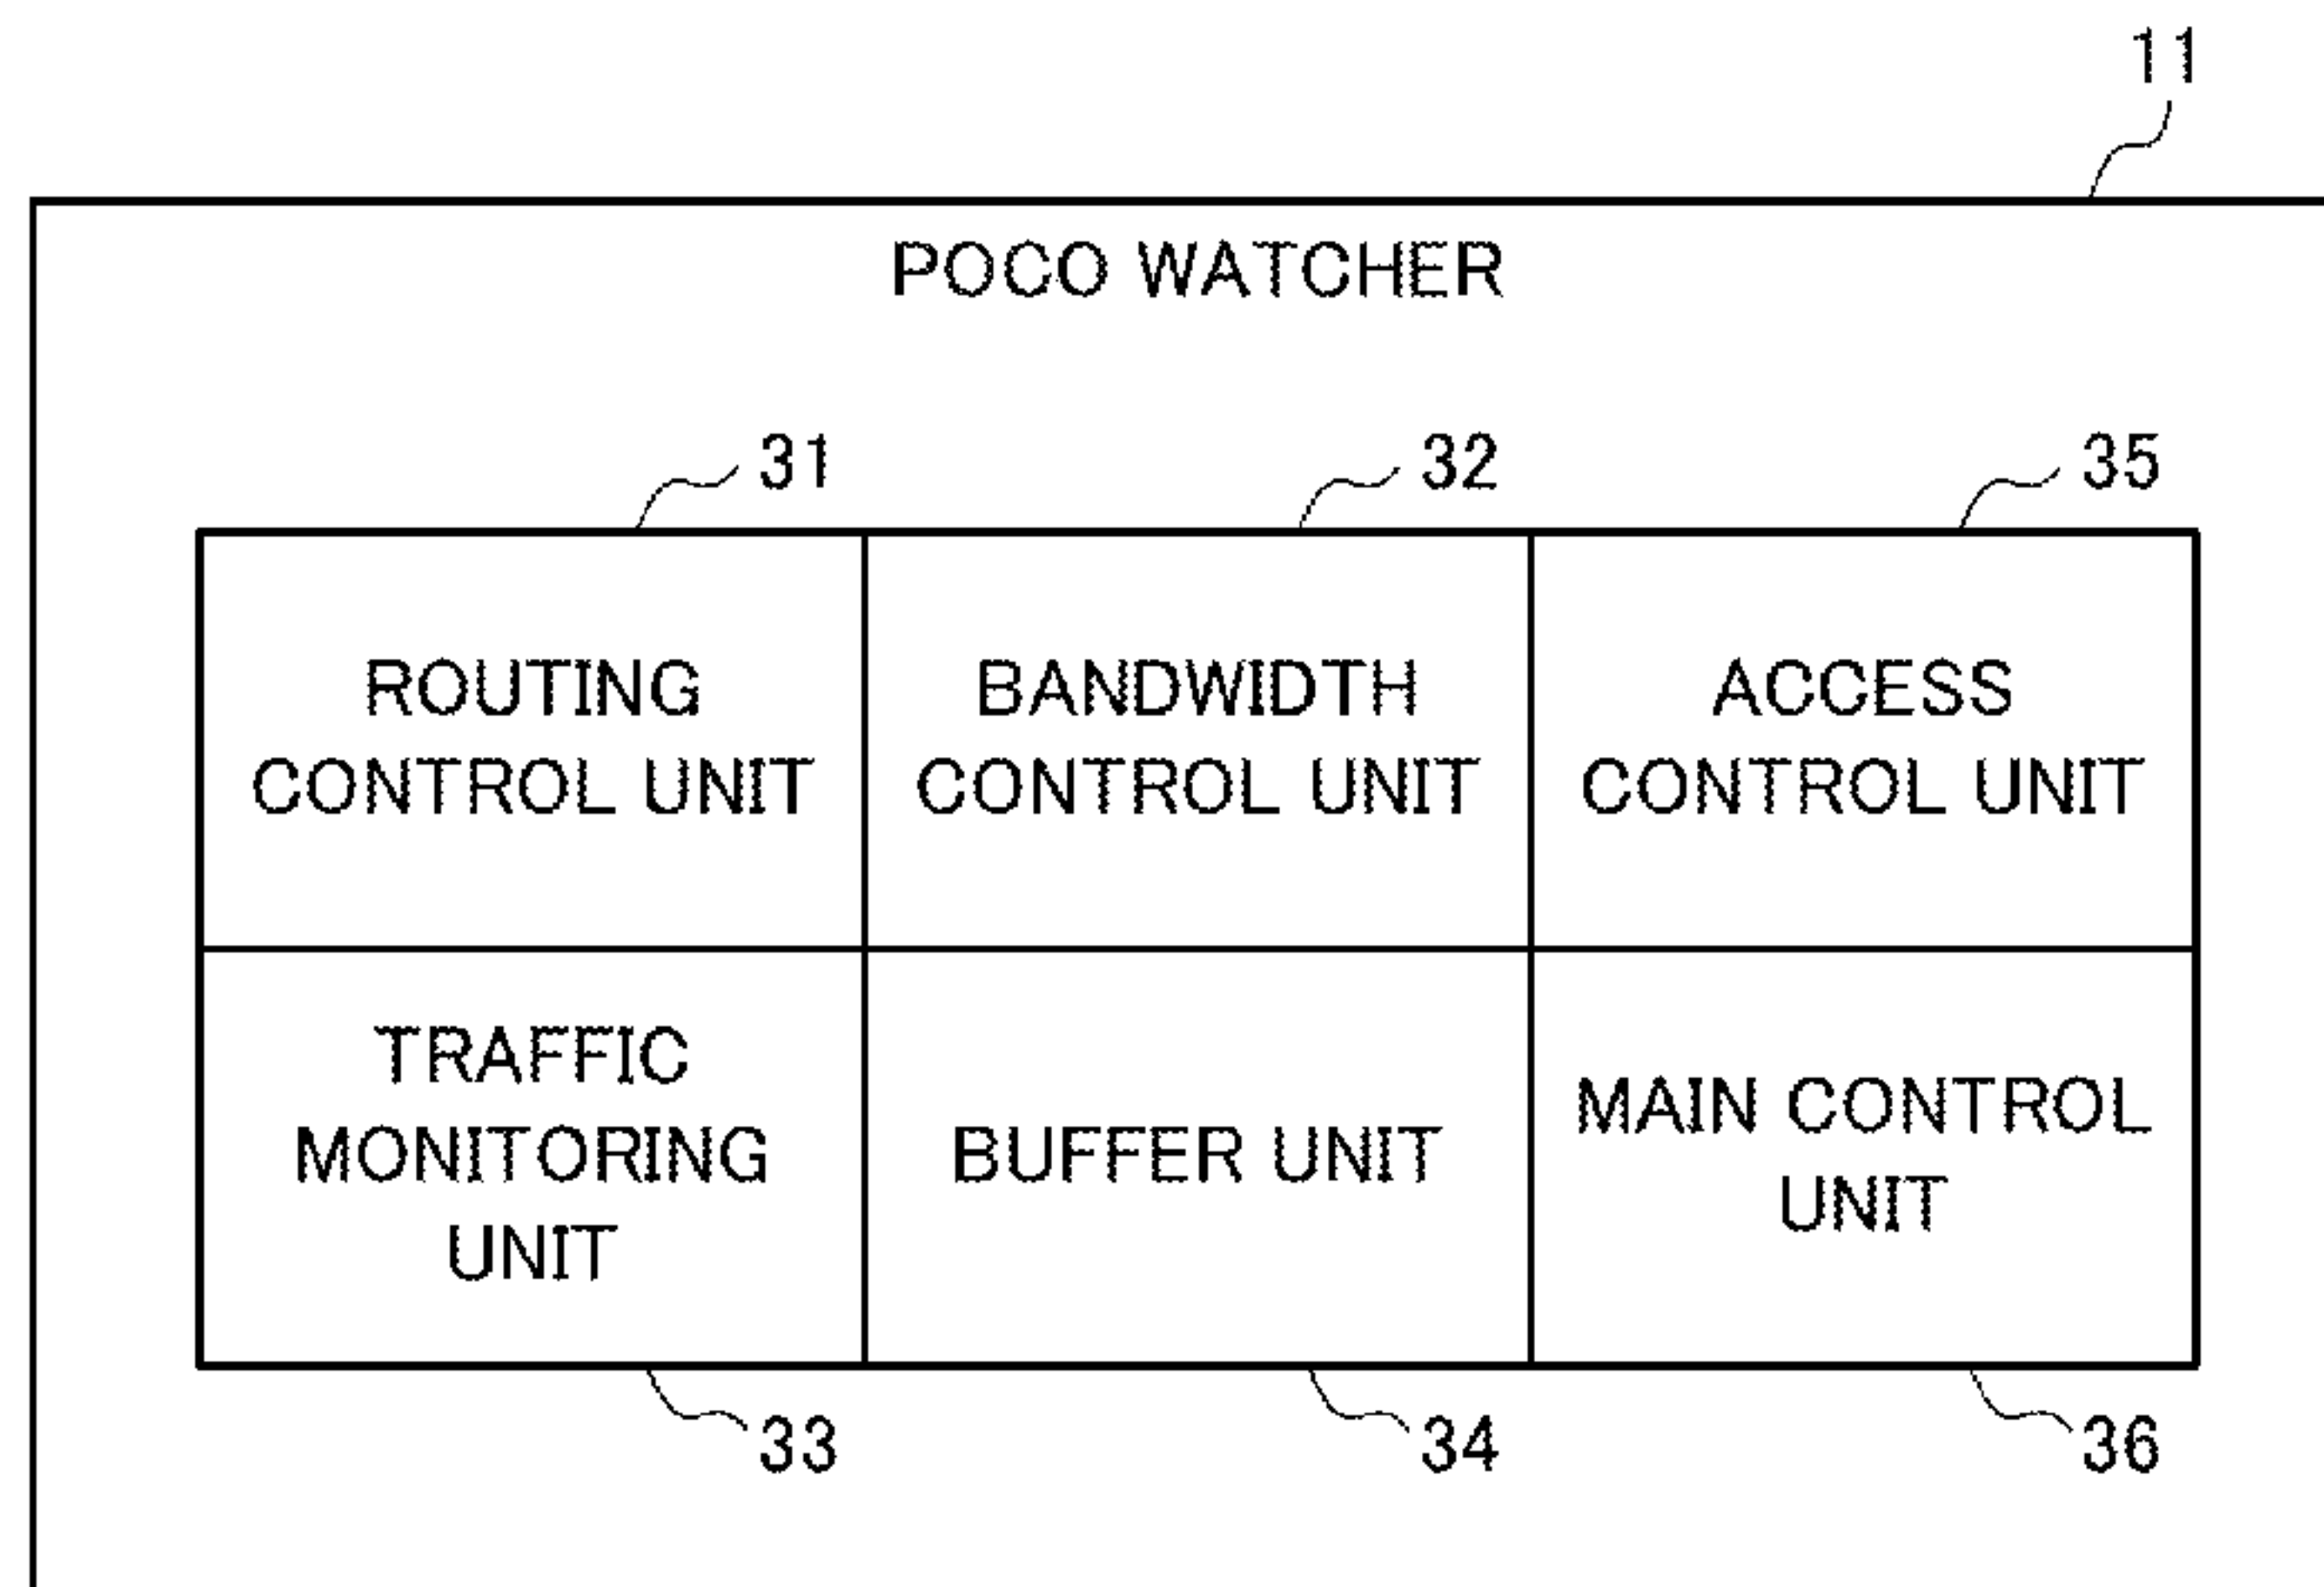 11
POCO WATCHER
31
32
35
ROUTING
CONTROL UNIT
BANDWIDTH
CONTROL UNIT
ACCESS
CONTROL UNIT
TRAFFIC
MONITORING
UNIT
BUFFER UNIT
MAIN CONTROL
UNIT
33
34
36